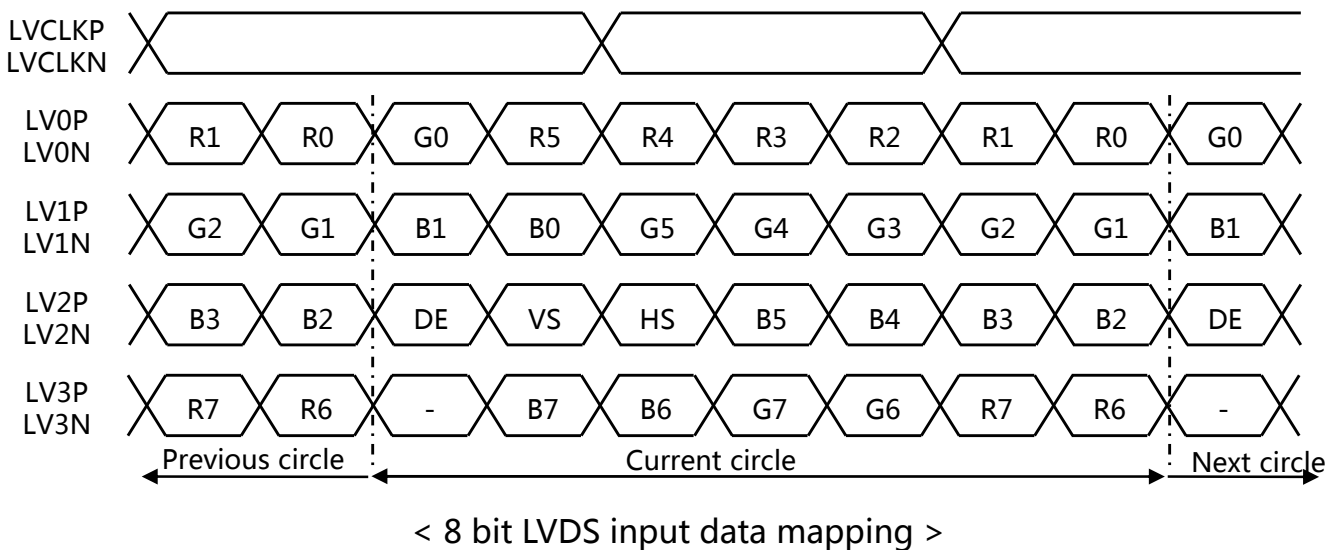 LVCLKP
LVCLKN
LV0P
LV0N
R1 R0 G0 R5 R4 R3 R2 R1 R0 G0
LV1P
LV1N
G2 G1 B1 B0 G5 G4 G3 G2 G1 B1
LV2P
LV2N
B3 B2 DE VS HS B5 B4 B3 B2 DE
LV3P
LV3N
R7 R6 - B7 B6 G7 G6 R7 R6 -
Previous circle Current circle Next circle
< 8 bit LVDS input data mapping >